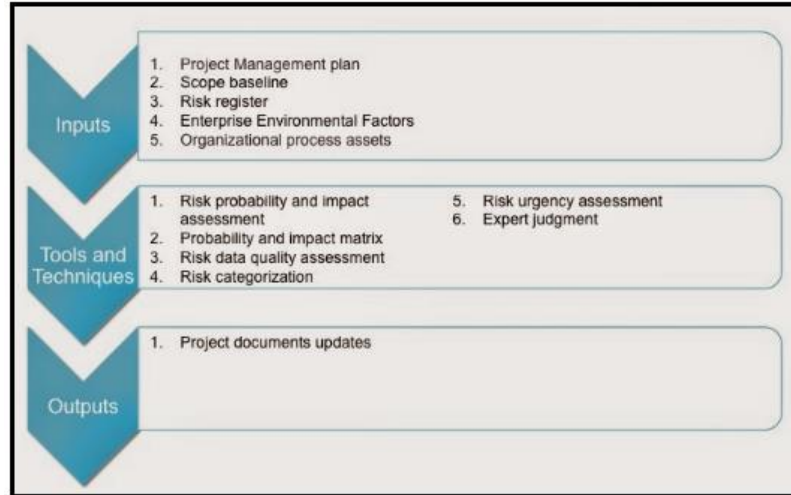 Inputs
1. Project Management plan
2. Scope baseline
3. Risk register
4. Enterprise Environmental Factors
5. Organizational process assets
Tools and
Techniques
1. Risk probability and impact
assessment
2. Probability and impact matrix
3. Risk data quality assessment
4. Risk categorization
5. Risk urgency assessment
6. Expert judgment
Outputs
1. Project documents updates